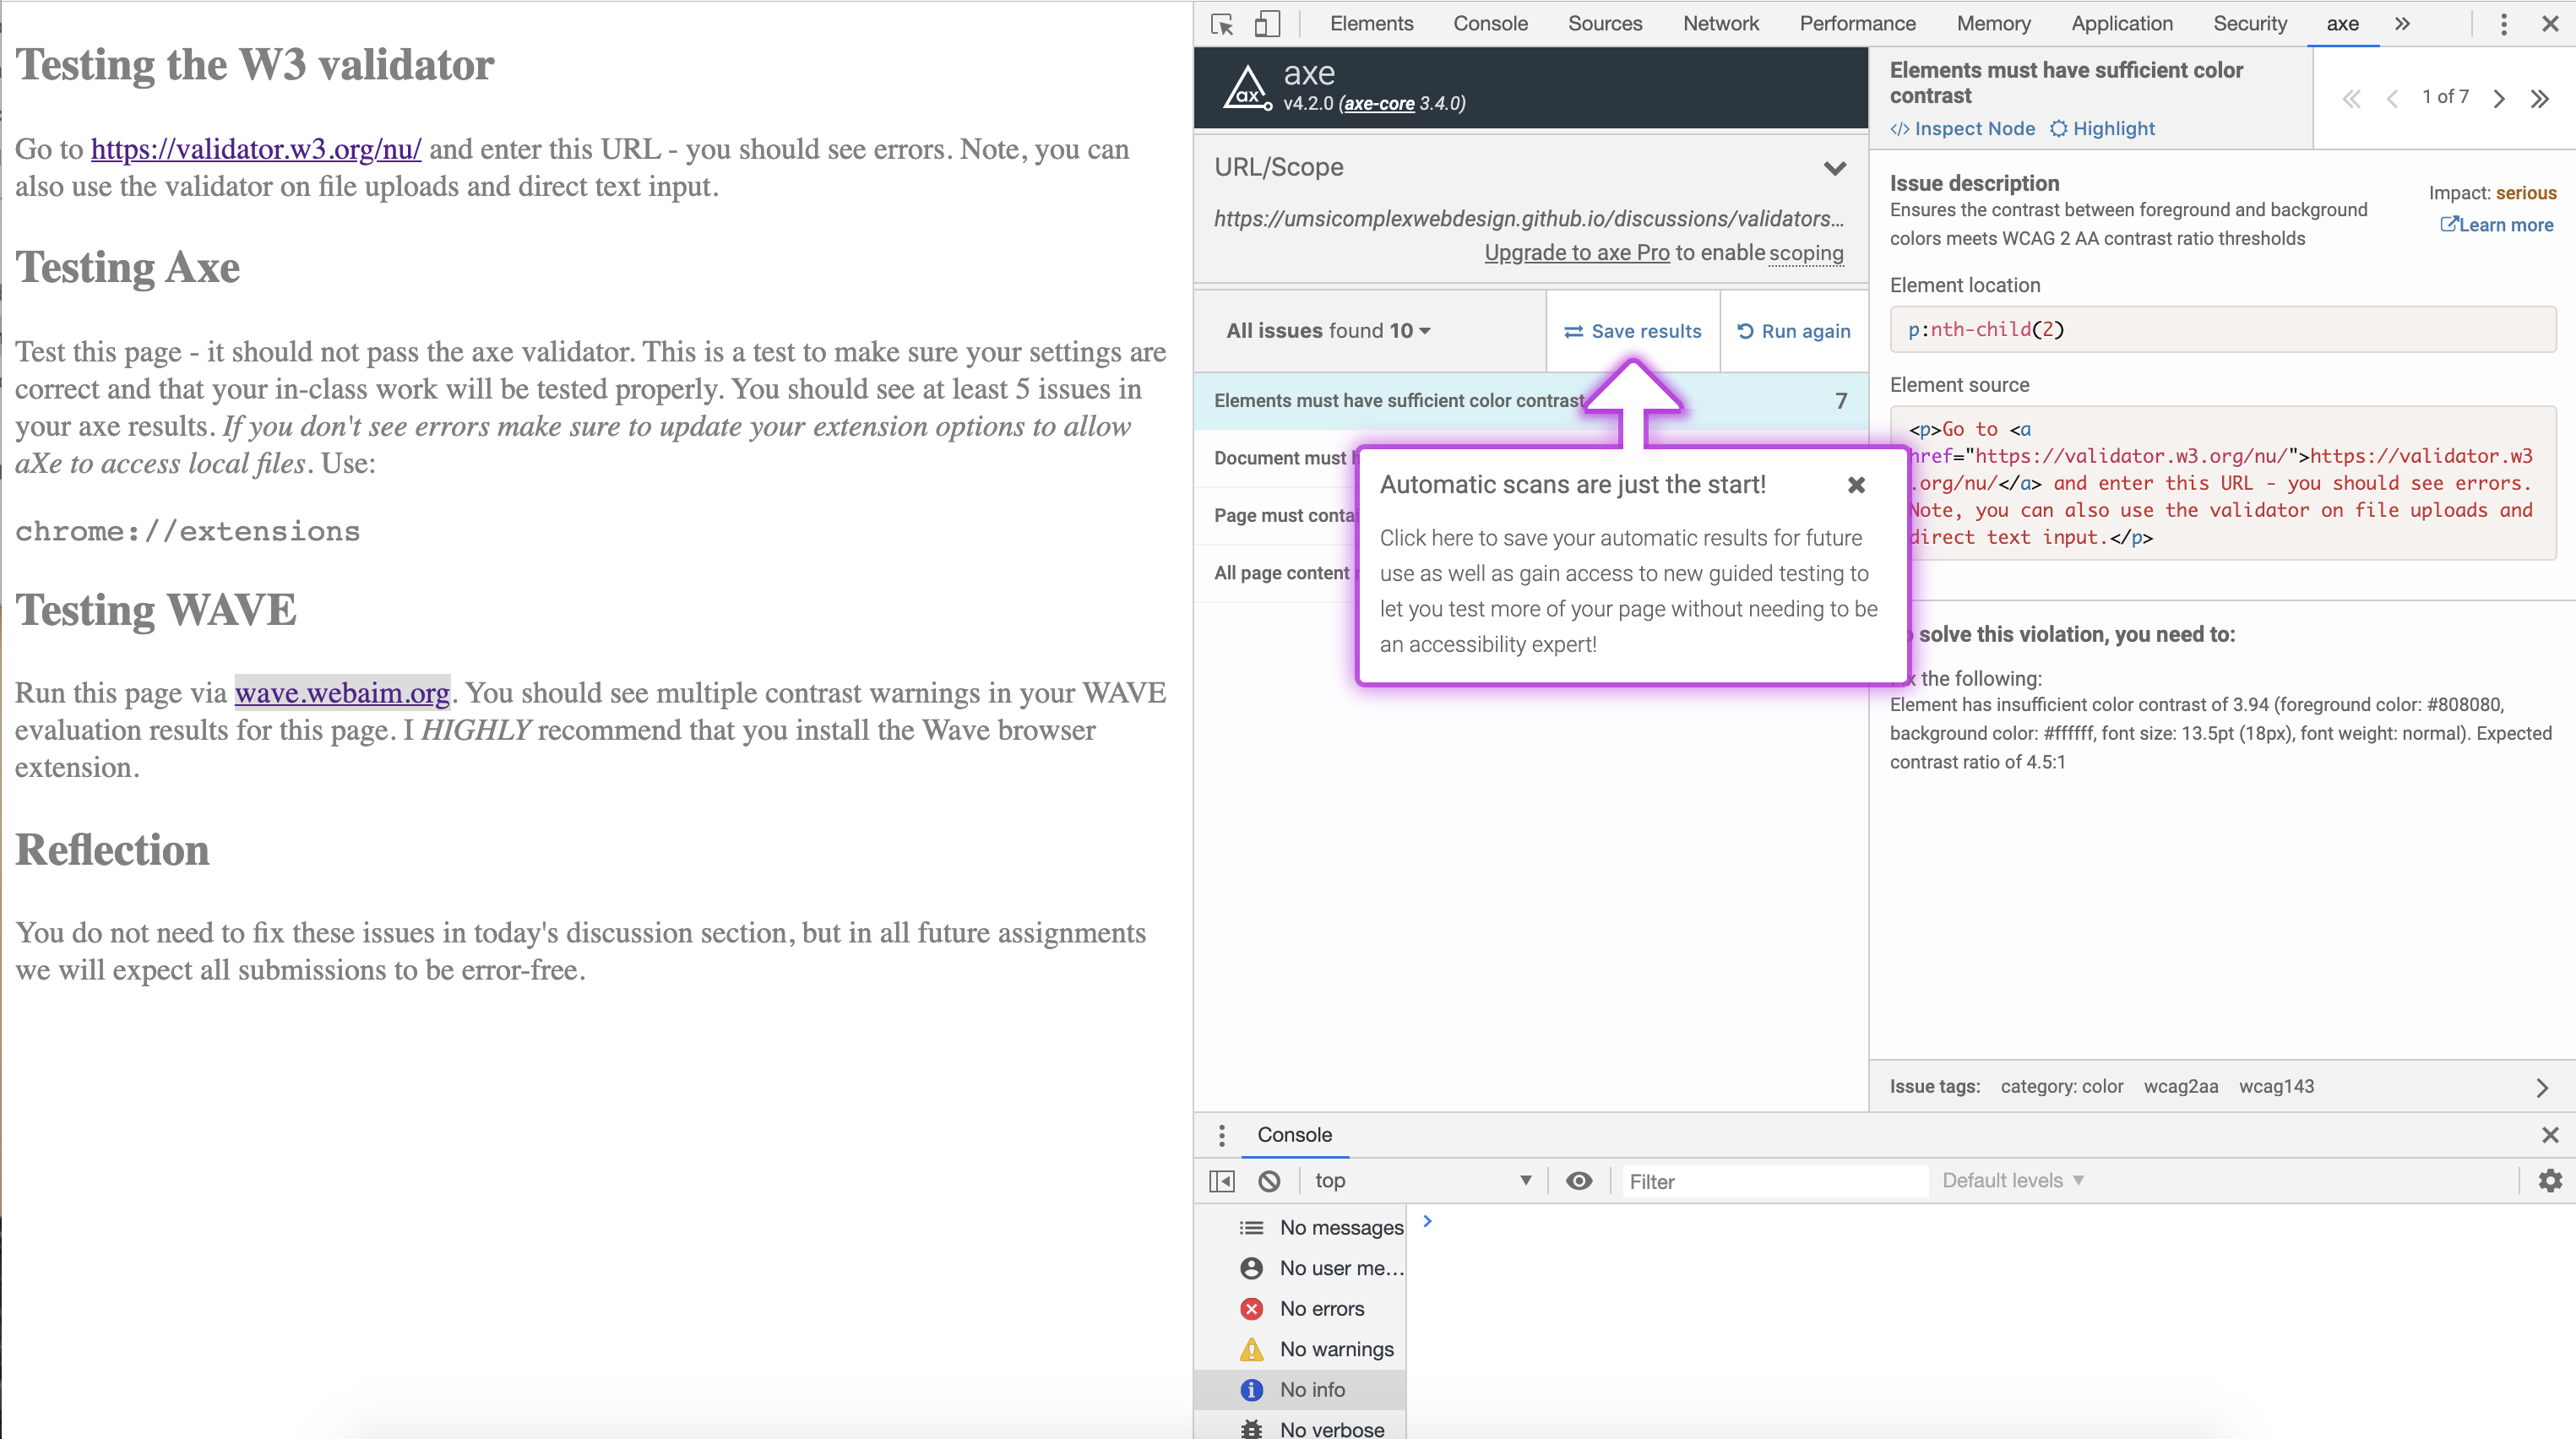 Testing the W3 validator
Go to https://validator.w3.org/nu/ and enter this URL - you should see errors. Note, you can
also use the validator on file uploads and direct text input.
Testing Axe
Test this page - it should not pass the axe validator. This is a test to make sure your settings are
correct and that your in-class work will be tested properly. You should see at least 5 issues in
your axe results. If you don't see errors make sure to update your extension options to allow
aXe to access local files. Use:
chrome://extensions
Testing WAVE
Run this page via wave.webaim.org. You should see multiple contrast warnings in your WAVE
evaluation results for this page. I HIGHLY recommend that you install the Wave browser
extension.
Reflection
You do not need to fix these issues in today's discussion section, but in all future assignments
we will expect all submissions to be error-free.
Elements Console Sources Network Performance Memory Application Security axe
axe
v4.2.0 (axe-core 3.4.0)
URL/Scope
https://umsicomplexwebdesign.github.io/discussions/validators...
Upgrade to axe Pro to enable scoping
All issues found 10
Save results
Run again
Elements must have sufficient color contrast 7
Document must
Page must
All page content
Automatic scans are just the start!
Click here to save your automatic results for future
use as well as gain access to new guided testing to
let you test more of your page without needing to be
an accessibility expert!
Elements must have sufficient color
contrast
</> Inspect Node Highlight
1 of 7
Issue description
Ensures the contrast between foreground and background
colors meets WCAG 2 AA contrast ratio thresholds
Impact: serious
Learn more
Element location
p:nth-child(2)
Element source
<p>Go to <a
href="https://validator.w3.org/nu/">https://validator.w3
.org/nu/</a> and enter this URL - you should see errors.
Note, you can also use the validator on file uploads and
direct text input.</p>
solve this violation, you need to:
the following:
Element has insufficient color contrast of 3.94 (foreground color: #808080,
background color: #ffffff, font size: 13.5pt (18px), font weight: normal). Expected
contrast ratio of 4.5:1
Issue tags: category: color wcag2aa wcag143
Console
top
Filter
Default levels
No messages
No user me...
No errors
No warnings
No info
No verbose